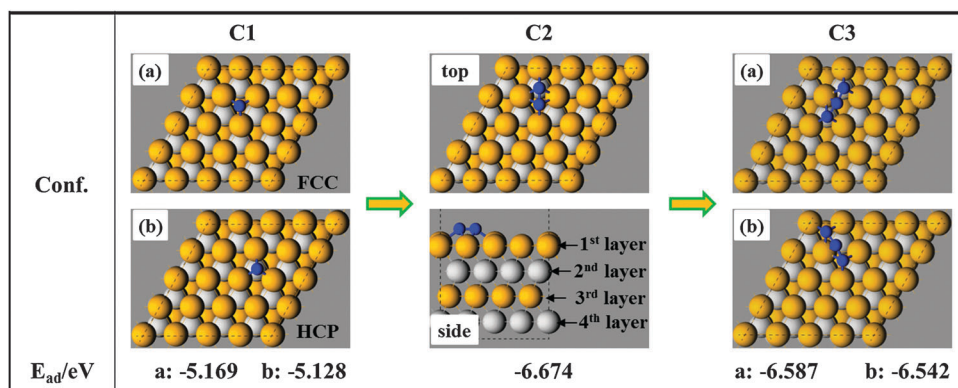 C1 C2 C3
Conf.
(a)
FCC
top
(a)
(b)
HCP
1st layer
2nd layer
3rd layer
4th layer
side
(b)
Ead/eV a: -5.169 b: -5.128 -6.674 a: -6.587 b: -6.542